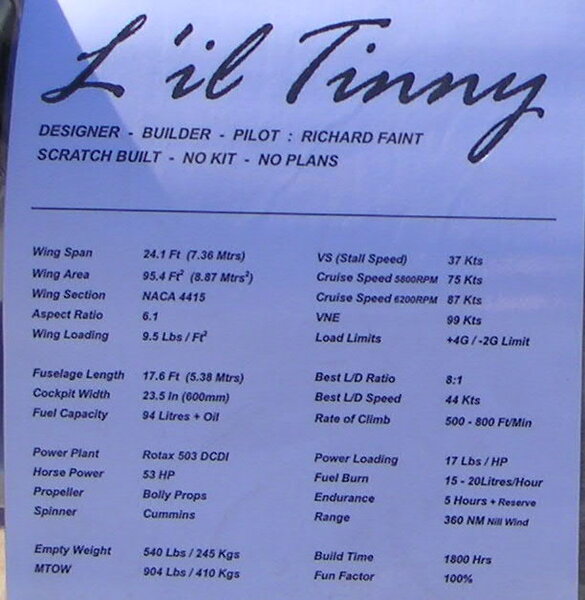 L'il Tinny
DESIGNER - BUILDER - PILOT : RICHARD FAINT
SCRATCH BUILT - NO KIT - NO PLANS
Wing Span 24.1 Ft (7.36 Mtrs)
Wing Area 95.4 Ft² (8.87 Mtrs²)
Wing Section NACA 4415
Aspect Ratio 6.1
Wing Loading 9.5 Lbs / Ft²
Fuselage Length 17.6 Ft (5.38 Mtrs)
Cockpit Width 23.5 In (600mm)
Fuel Capacity 94 Litres + Oil
Power Plant Rotax 503 DCDI
Horse Power 53 HP
Propeller Bolly Props
Spinner Cummins
Empty Weight 540 Lbs / 245 Kgs
MTOW 904 Lbs / 410 Kgs
VS (Stall Speed) 37 Kts
Cruise Speed 5800RPM 75 Kts
Cruise Speed 6200RPM 87 Kts
VNE 99 Kts
Load Limits +4G / -2G Limit
Best L/D Ratio 8:1
Best L/D Speed 44 Kts
Rate of Climb 500 - 800 Ft/Min
Power Loading 17 Lbs / HP
Fuel Burn 15 - 20Litres/Hour
Endurance 5 Hours + Reserve
Range 360 NM Nill Wind
Build Time 1800 Hrs
Fun Factor 100%